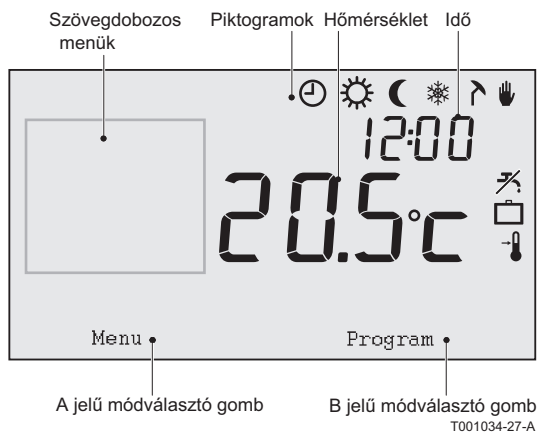 Szövegdobozos menük
Piktogramok
Hőmérséklet
Idő
12:00
20.5°c
Menu
Program
A jelű módválasztó gomb
B jelű módválasztó gomb
T001034-27-A